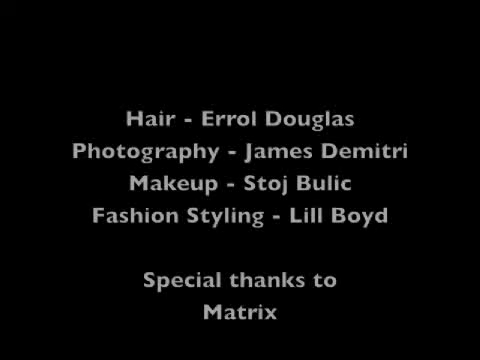 Hair - Errol Douglas
Photography - James Demitri
Makeup - Stoj Bulic
Fashion Styling - Lill Boyd
Special thanks to
Matrix